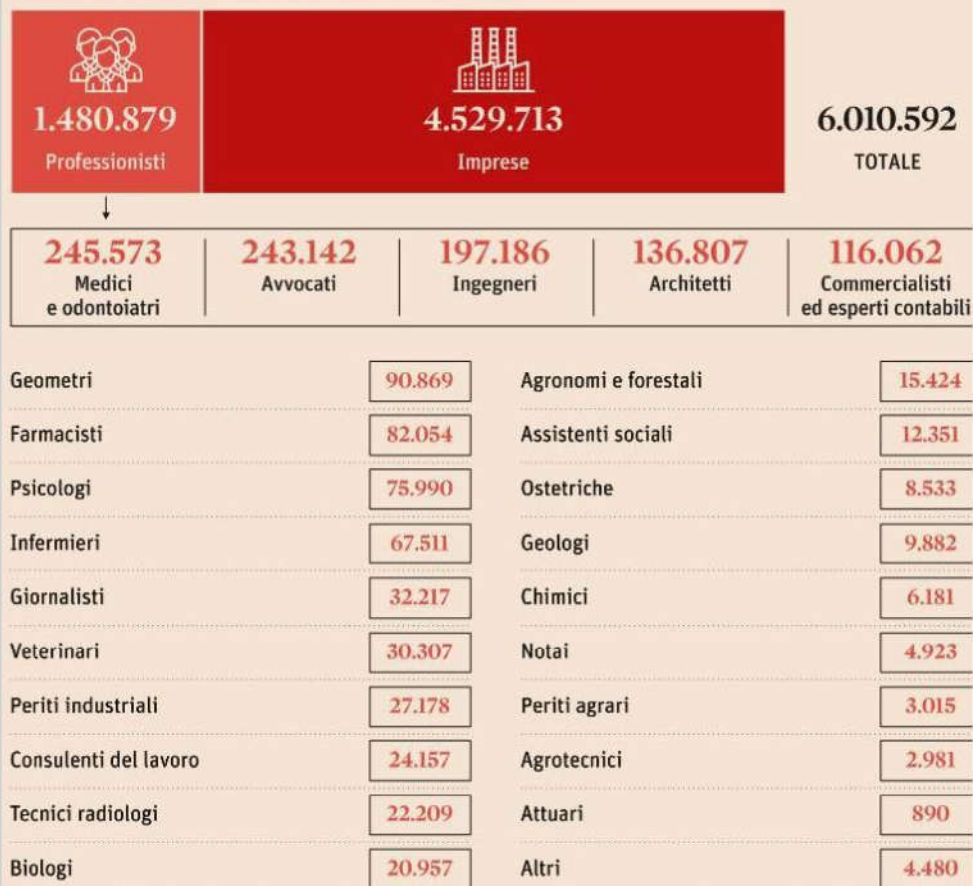 1.480.879
Professionisti
4.529.713
Imprese
6.010.592
TOTALE
245.573
Medici
e odontoiatri
243.142
Avvocati
197.186
Ingegneri
136.807
Architetti
116.062
Commercialisti
ed esperti contabili
Geometri 90.869
Farmacisti 82.054
Psicologi 75.990
Infermieri 67.511
Giornalisti 32.217
Veterinari 30.307
Periti industriali 27.178
Consulenti del lavoro 24.157
Tecnici radiologi 22.209
Biologi 20.957
Agronomi e forestali 15.424
Assistenti sociali 12.351
Ostetriche 8.533
Geologi 9.882
Chimici 6.181
Notai 4.923
Periti agrari 3.015
Agrotecnici 2.981
Attuari 890
Altri 4.480